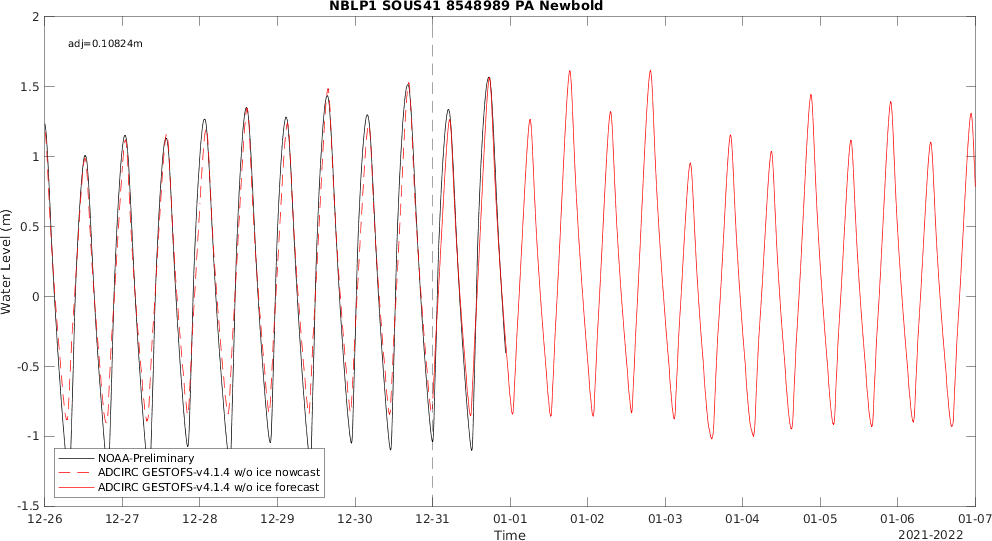 NBLP1 SOUS41 8548989 PA Newbold
adj=0.10824m
2
1.5
1
0.5
0
-0.5
-1
-1.5
Water Level (m)
NOAA-Preliminary
ADCIRC GESTOFS-v4.1.4 w/o ice nowcast
ADCIRC GESTOFS-v4.1.4 w/o ice forecast
12-26 12-27 12-28 12-29 12-30 12-31 01-01 01-02 01-03 01-04 01-05 01-06 01-07
Time
2021-2022